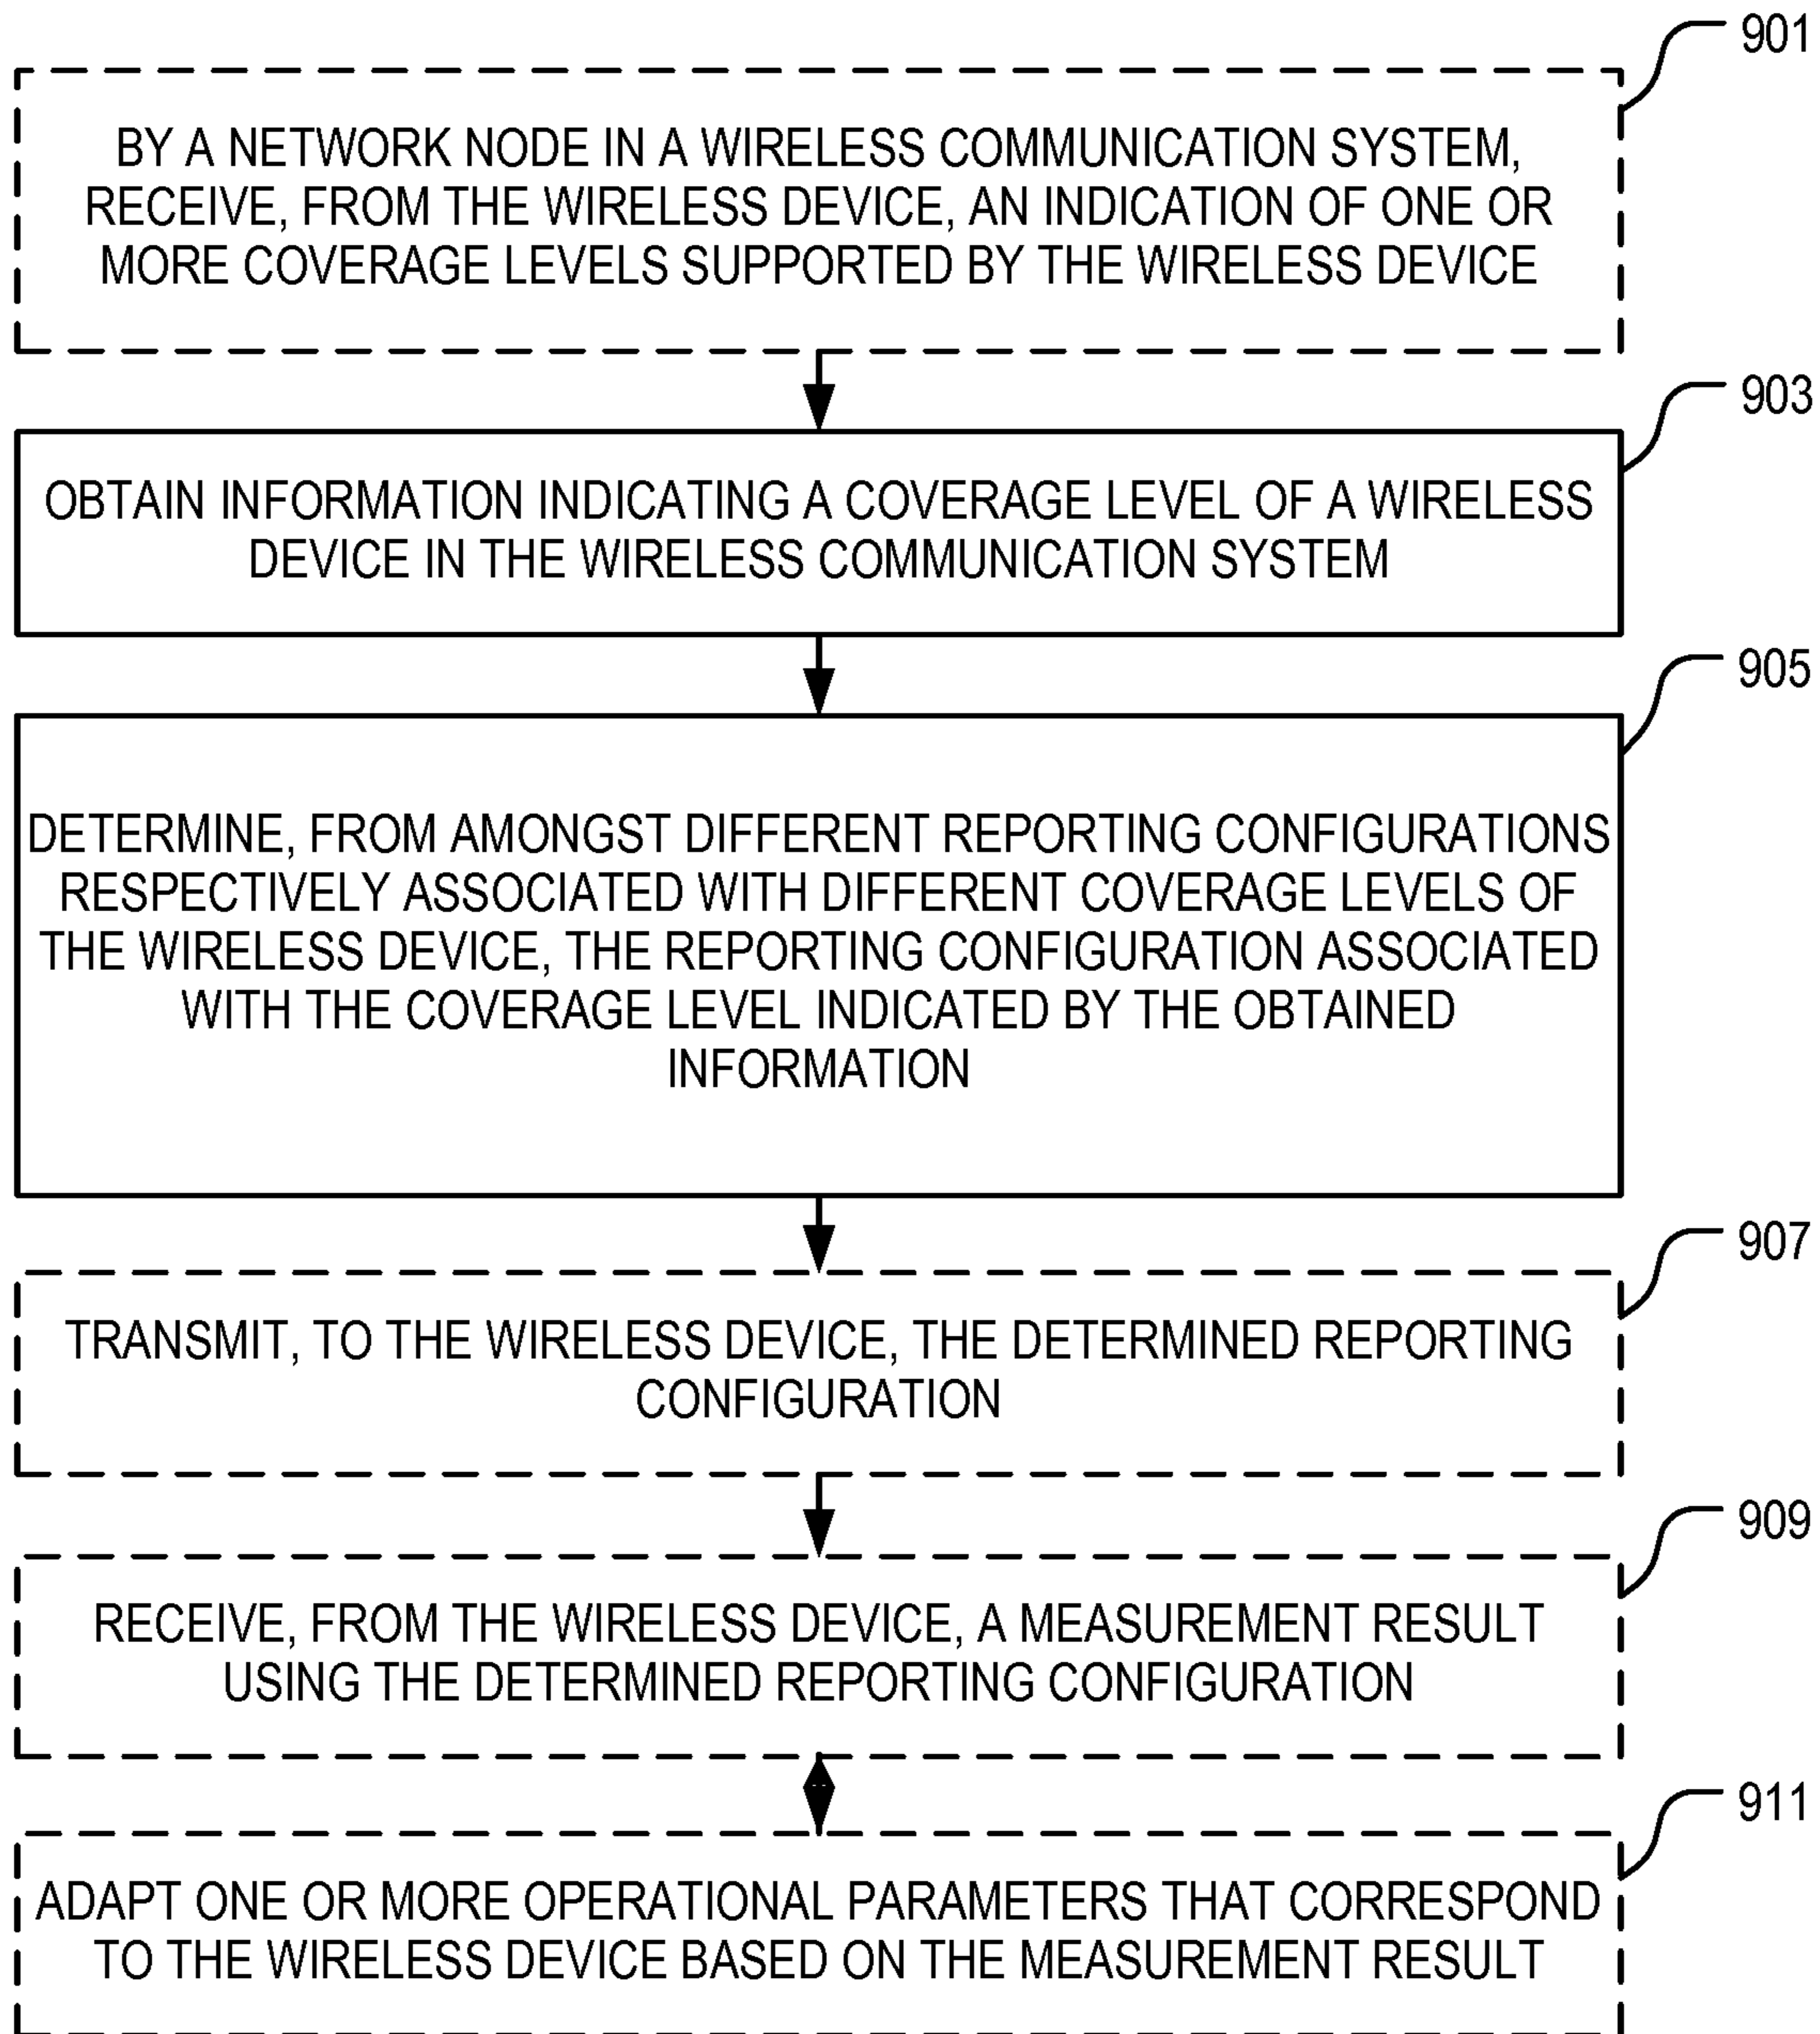 901
BY A NETWORK NODE IN A WIRELESS COMMUNICATION SYSTEM,
RECEIVE, FROM THE WIRELESS DEVICE, AN INDICATION OF ONE OR
MORE COVERAGE LEVELS SUPPORTED BY THE WIRELESS DEVICE
903
OBTAIN INFORMATION INDICATING A COVERAGE LEVEL OF A WIRELESS
DEVICE IN THE WIRELESS COMMUNICATION SYSTEM
905
DETERMINE, FROM AMONGST DIFFERENT REPORTING CONFIGURATIONS
RESPECTIVELY ASSOCIATED WITH DIFFERENT COVERAGE LEVELS OF
THE WIRELESS DEVICE, THE REPORTING CONFIGURATION ASSOCIATED
WITH THE COVERAGE LEVEL INDICATED BY THE OBTAINED
INFORMATION
907
TRANSMIT, TO THE WIRELESS DEVICE, THE DETERMINED REPORTING
CONFIGURATION
909
RECEIVE, FROM THE WIRELESS DEVICE, A MEASUREMENT RESULT
USING THE DETERMINED REPORTING CONFIGURATION
911
ADAPT ONE OR MORE OPERATIONAL PARAMETERS THAT CORRESPOND
TO THE WIRELESS DEVICE BASED ON THE MEASUREMENT RESULT